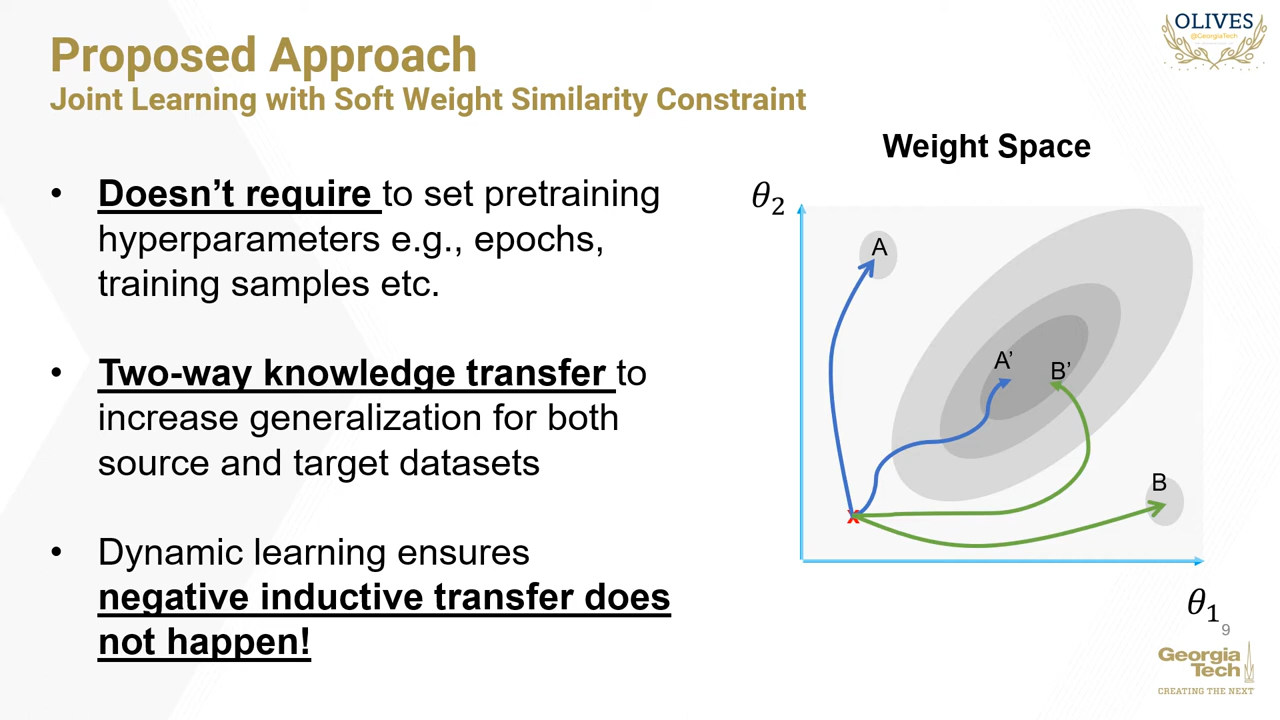 OLIVES
@GeorgiaTech
Proposed Approach
Joint Learning with Soft Weight Similarity Constraint
• Doesn’t require to set pretraining
hyperparameters e.g., epochs,
training samples etc.
• Two-way knowledge transfer to
increase generalization for both
source and target datasets
• Dynamic learning ensures
negative inductive transfer does
not happen!
Weight Space
θ₂
A
A’
B’
B
x
θ₁
9
Georgia
Tech
CREATING THE NEXT